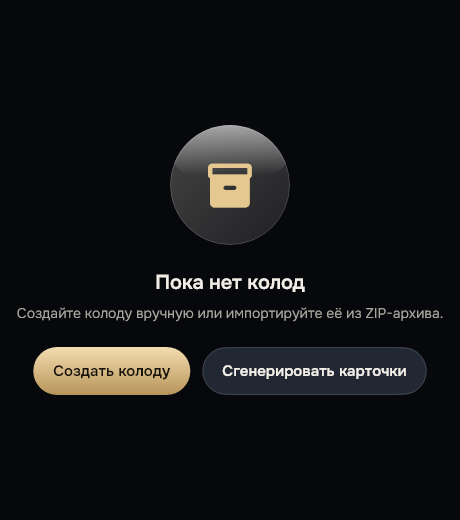 Пока нет колод
Создайте колоду вручную или импортируйте её из ZIP-архива.
Создать колоду
Сгенерировать карточки